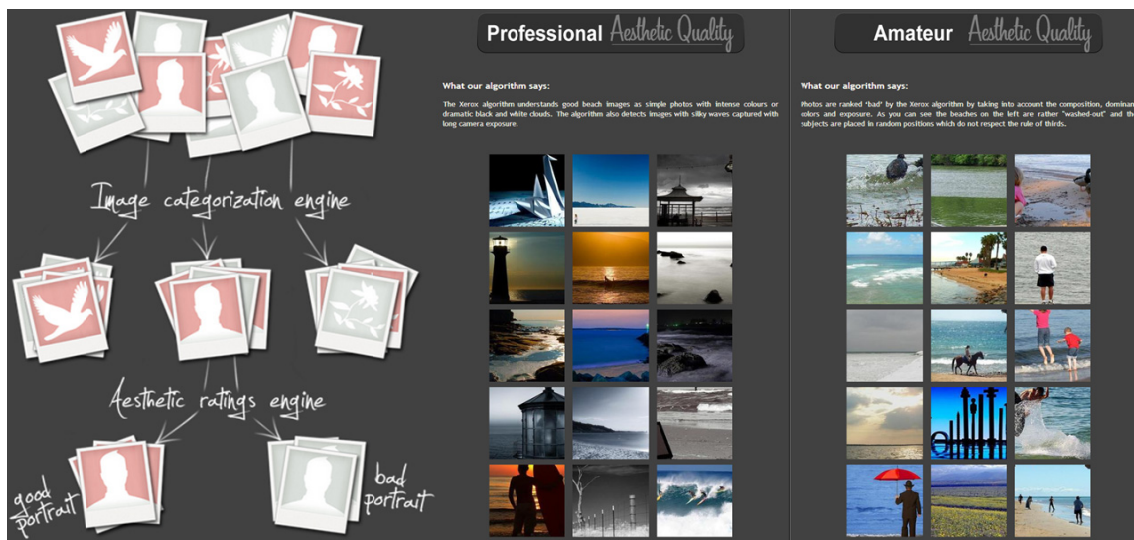 Image categorization engine
Aesthetic ratings engine
good
portrait
bad
portrait
Professional Aesthetic Quality
What our algorithm says:
The Xerox algorithm understands good beach images as simple photos with intense colours or
dramatic black and white clouds. The algorithm also detects images with silky waves captured with
long camera exposure
Amateur Aesthetic Quality
What our algorithm says:
Photos are ranked 'bad' by the Xerox algorithm by taking into account the composition, dominan
colors and exposure. As you can see the beaches on the left are rather "washed-out" and the
subjects are placed in random positions which do not respect the rule of thirds.